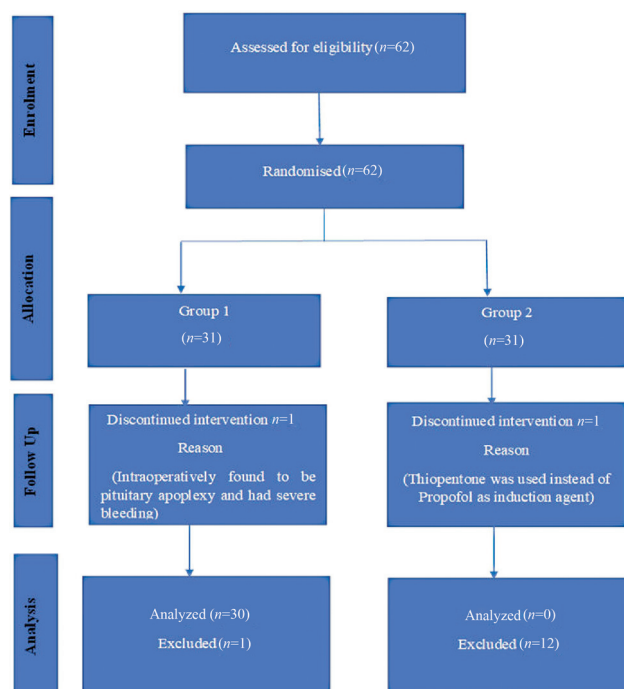 Enrolment
Assessed for eligibility (n=62)
Randomised (n=62)
Allocation
Group 1
(n=31)
Group 2
(n=31)
Follow Up
Discontinued intervention n=1
Reason
(Intraoperatively found to be
pituitary apoplexy and had severe
bleeding)
Discontinued intervention n=1
Reason
(Thiopentone was used instead of
Propofol as induction agent)
Analysis
Analyzed (n=30)
Excluded (n=1)
Analyzed (n=0)
Excluded (n=12)